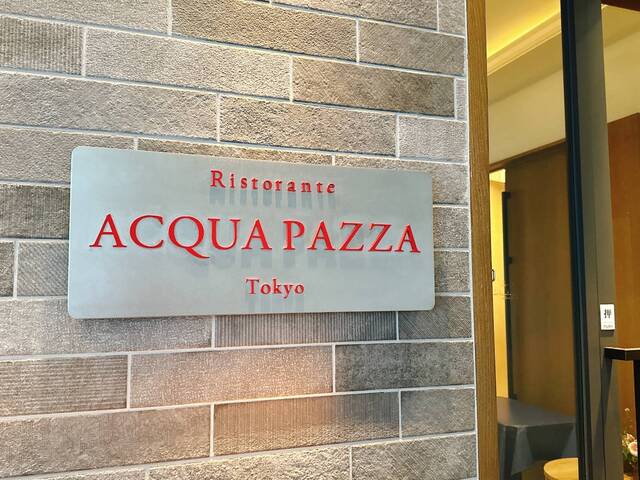 Ristorante
ACQUA PAZZA
Tokyo
押